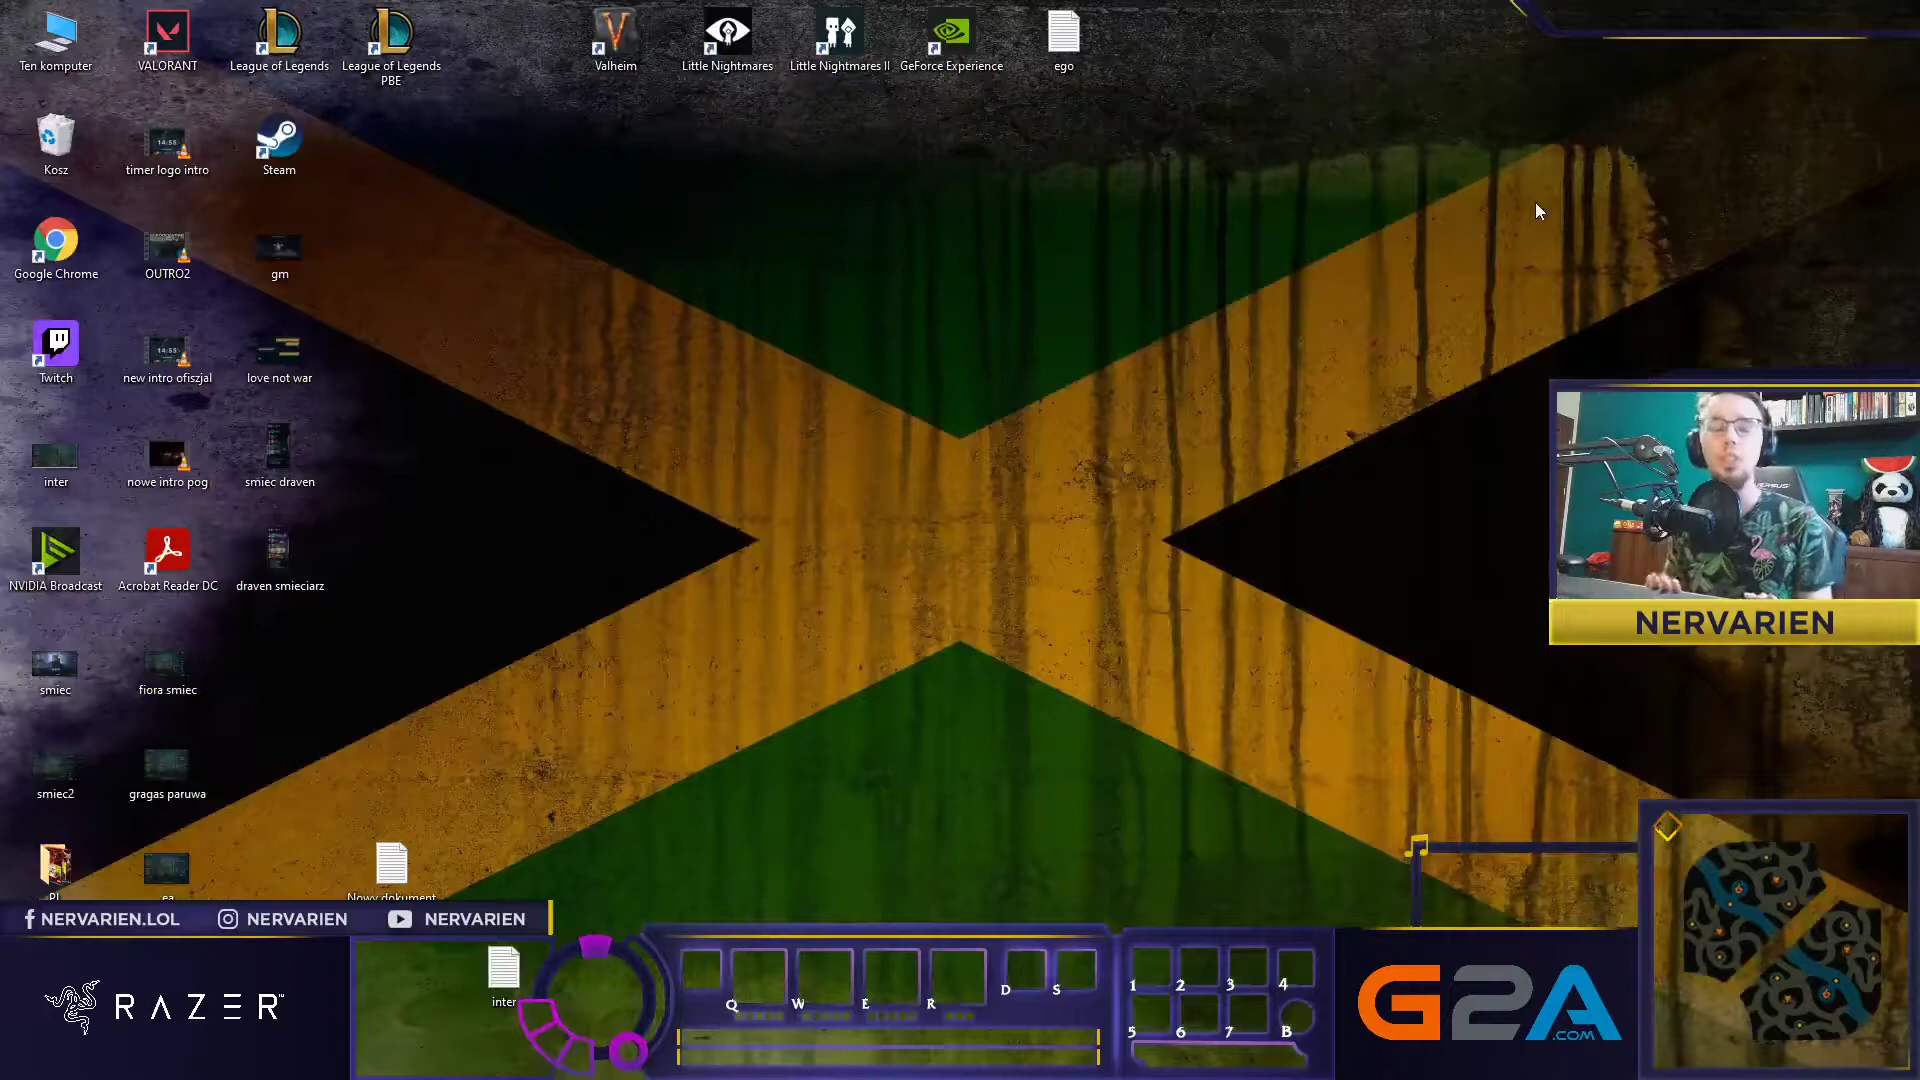 Ten komputer
VALORANT
League of Legends
League of Legends
PBE
Valheim
Little Nightmares
Little Nightmares II
GeForce Experience
ego
Kosz
timer logo intro
Steam
Google Chrome
OUTRO2
gm
Twitch
new intro ofiszjal
love not war
inter
nowe intro pog
smiec draven
NVIDIA Broadcast
Acrobat Reader DC
draven smieciarz
NERVARIEN
smiec
fiora smiec
smiec2
gragas paruwa
Nowy dokument
NERVARIEN.LOL
NERVARIEN
NERVARIEN
inter
RAZER
Q
W
E
R
D
S
1
2
3
4
5
6
7
B
G2A
.COM